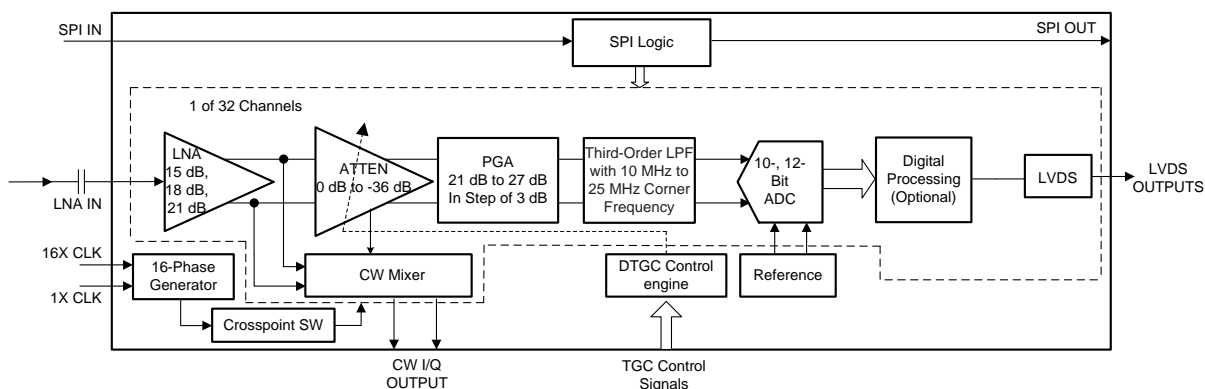 SPI IN
SPI Logic
SPI OUT
1 of 32 Channels
LNA
15 dB,
18 dB,
21 dB
ATTEN
0 dB to -36 dB
PGA
21 dB to 27 dB
In Step of 3 dB
Third-Order LPF
with 10 MHz to
25 MHz Corner
Frequency
10-, 12-
Bit
ADC
Digital
Processing
(Optional)
LVDS
LVDS
OUTPUTS
LNA IN
16X CLK
1X CLK
16-Phase
Generator
CW Mixer
DTGC Control
engine
Reference
Crosspoint SW
CW I/Q
OUTPUT
TGC Control
Signals